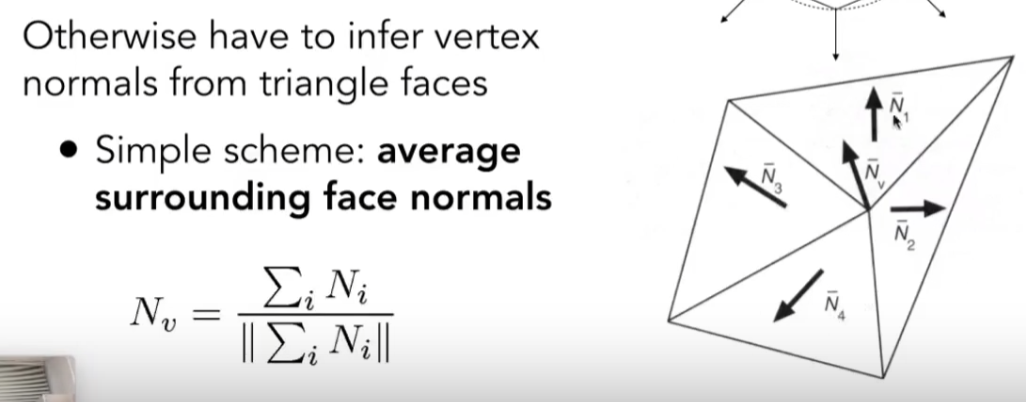 Otherwise have to infer vertex
normals from triangle faces
• Simple scheme: average
surrounding face normals
N_v = ∑_i N_i / ‖∑_i N_i‖
N̄_1
N̄_3
N̄_v
N̄_2
N̄_4